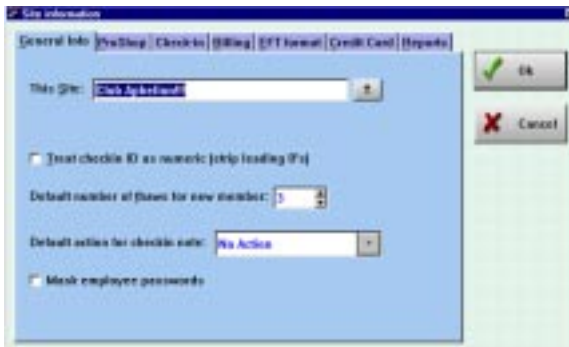 Site information
General Info ProShop Check-in Billing EFT format Credit Card Reports
Ok
This Site:
Cancel
Treat checkin ID as numeric (strip leading 0's)
Default number of thaws for new member: 3
Default action for checkin note: No Action
Mask employee passwords